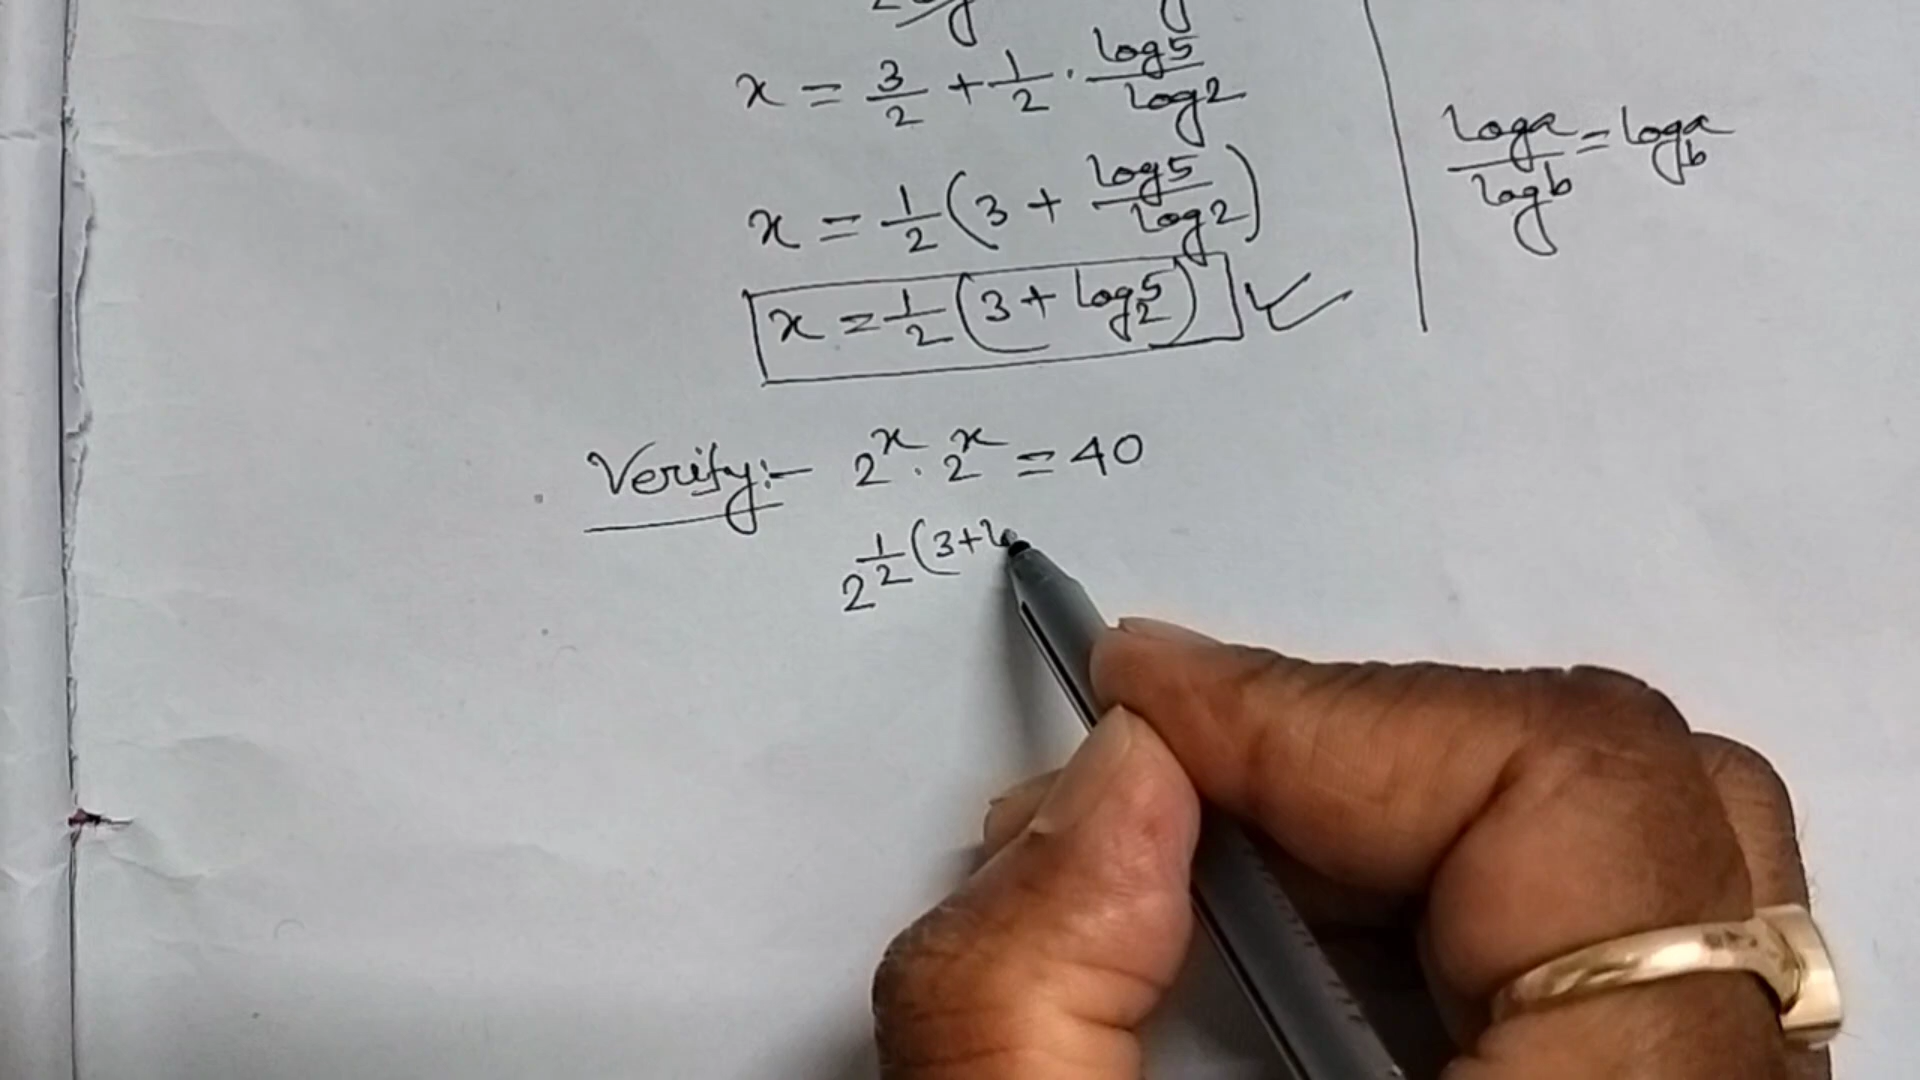 x = 3/2 + 1/2 · log5/log2
x = 1/2 (3 + log5/log2)
x = 1/2 (3 + log₂5)
loga/logb = log_b a
Verify:- 2^x · 2^x = 40
2^(1/2 (3+